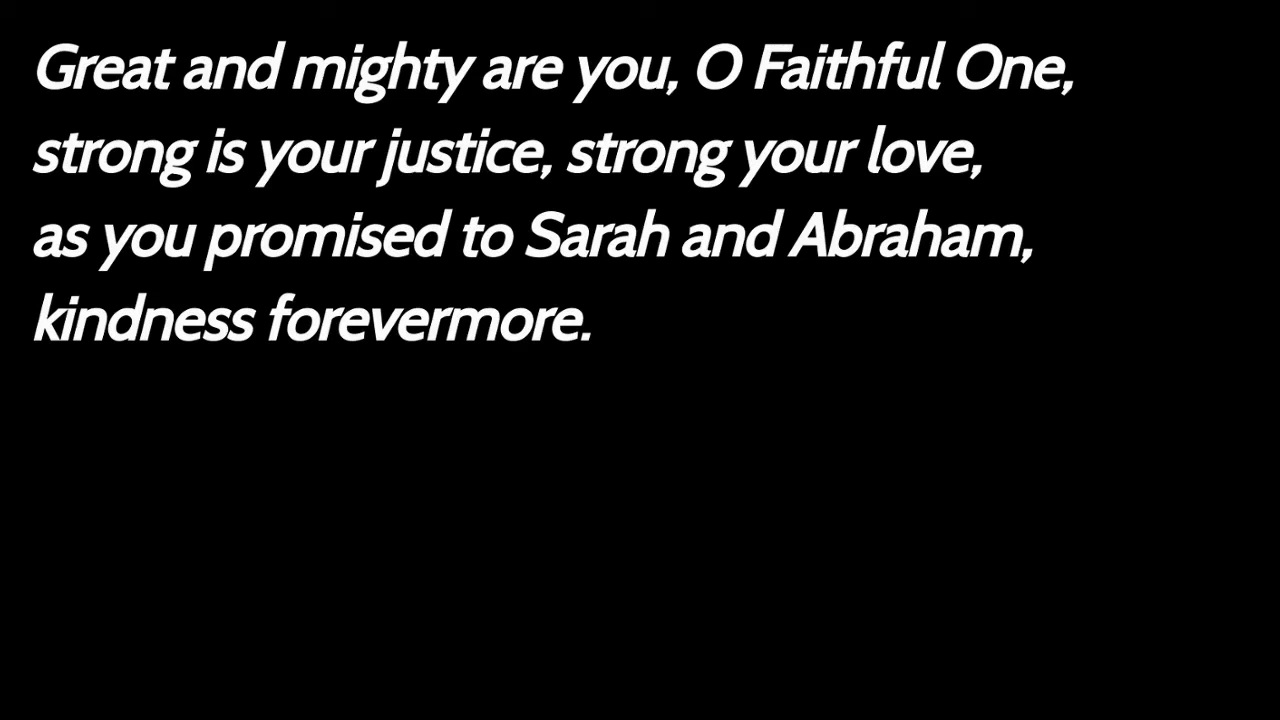 Great and mighty are you, O Faithful One,
strong is your justice, strong your love,
as you promised to Sarah and Abraham,
kindness forevermore.